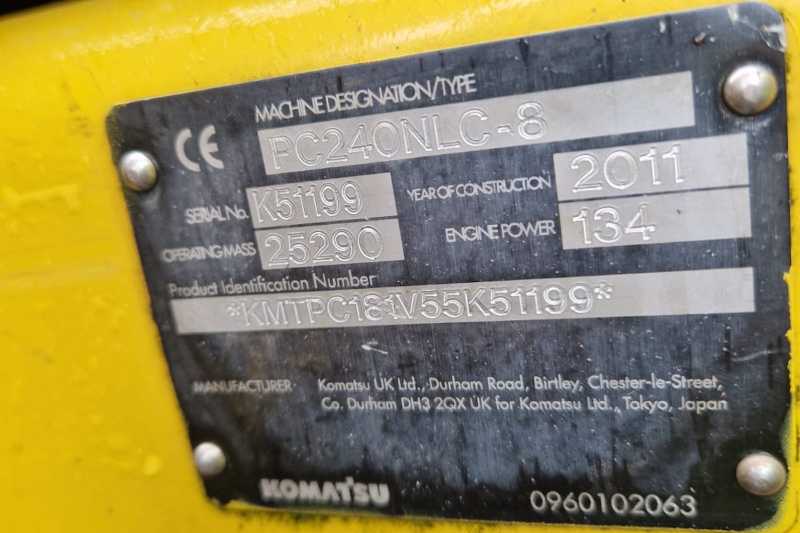 CE
MACHINE DESIGNATION/TYPE
PC240NLC-8
SERIAL No. K51199 YEAR OF CONSTRUCTION 2011
OPERATING MASS 25290 ENGINE POWER 134
Product Identification Number
*KMTPC181V55K51199*
MANUFACTURER Komatsu UK Ltd., Durham Road, Birtley, Chester-le-Street,
Co. Durham DH3 2QX UK for Komatsu Ltd., Tokyo, Japan
KOMATSU 0960102063